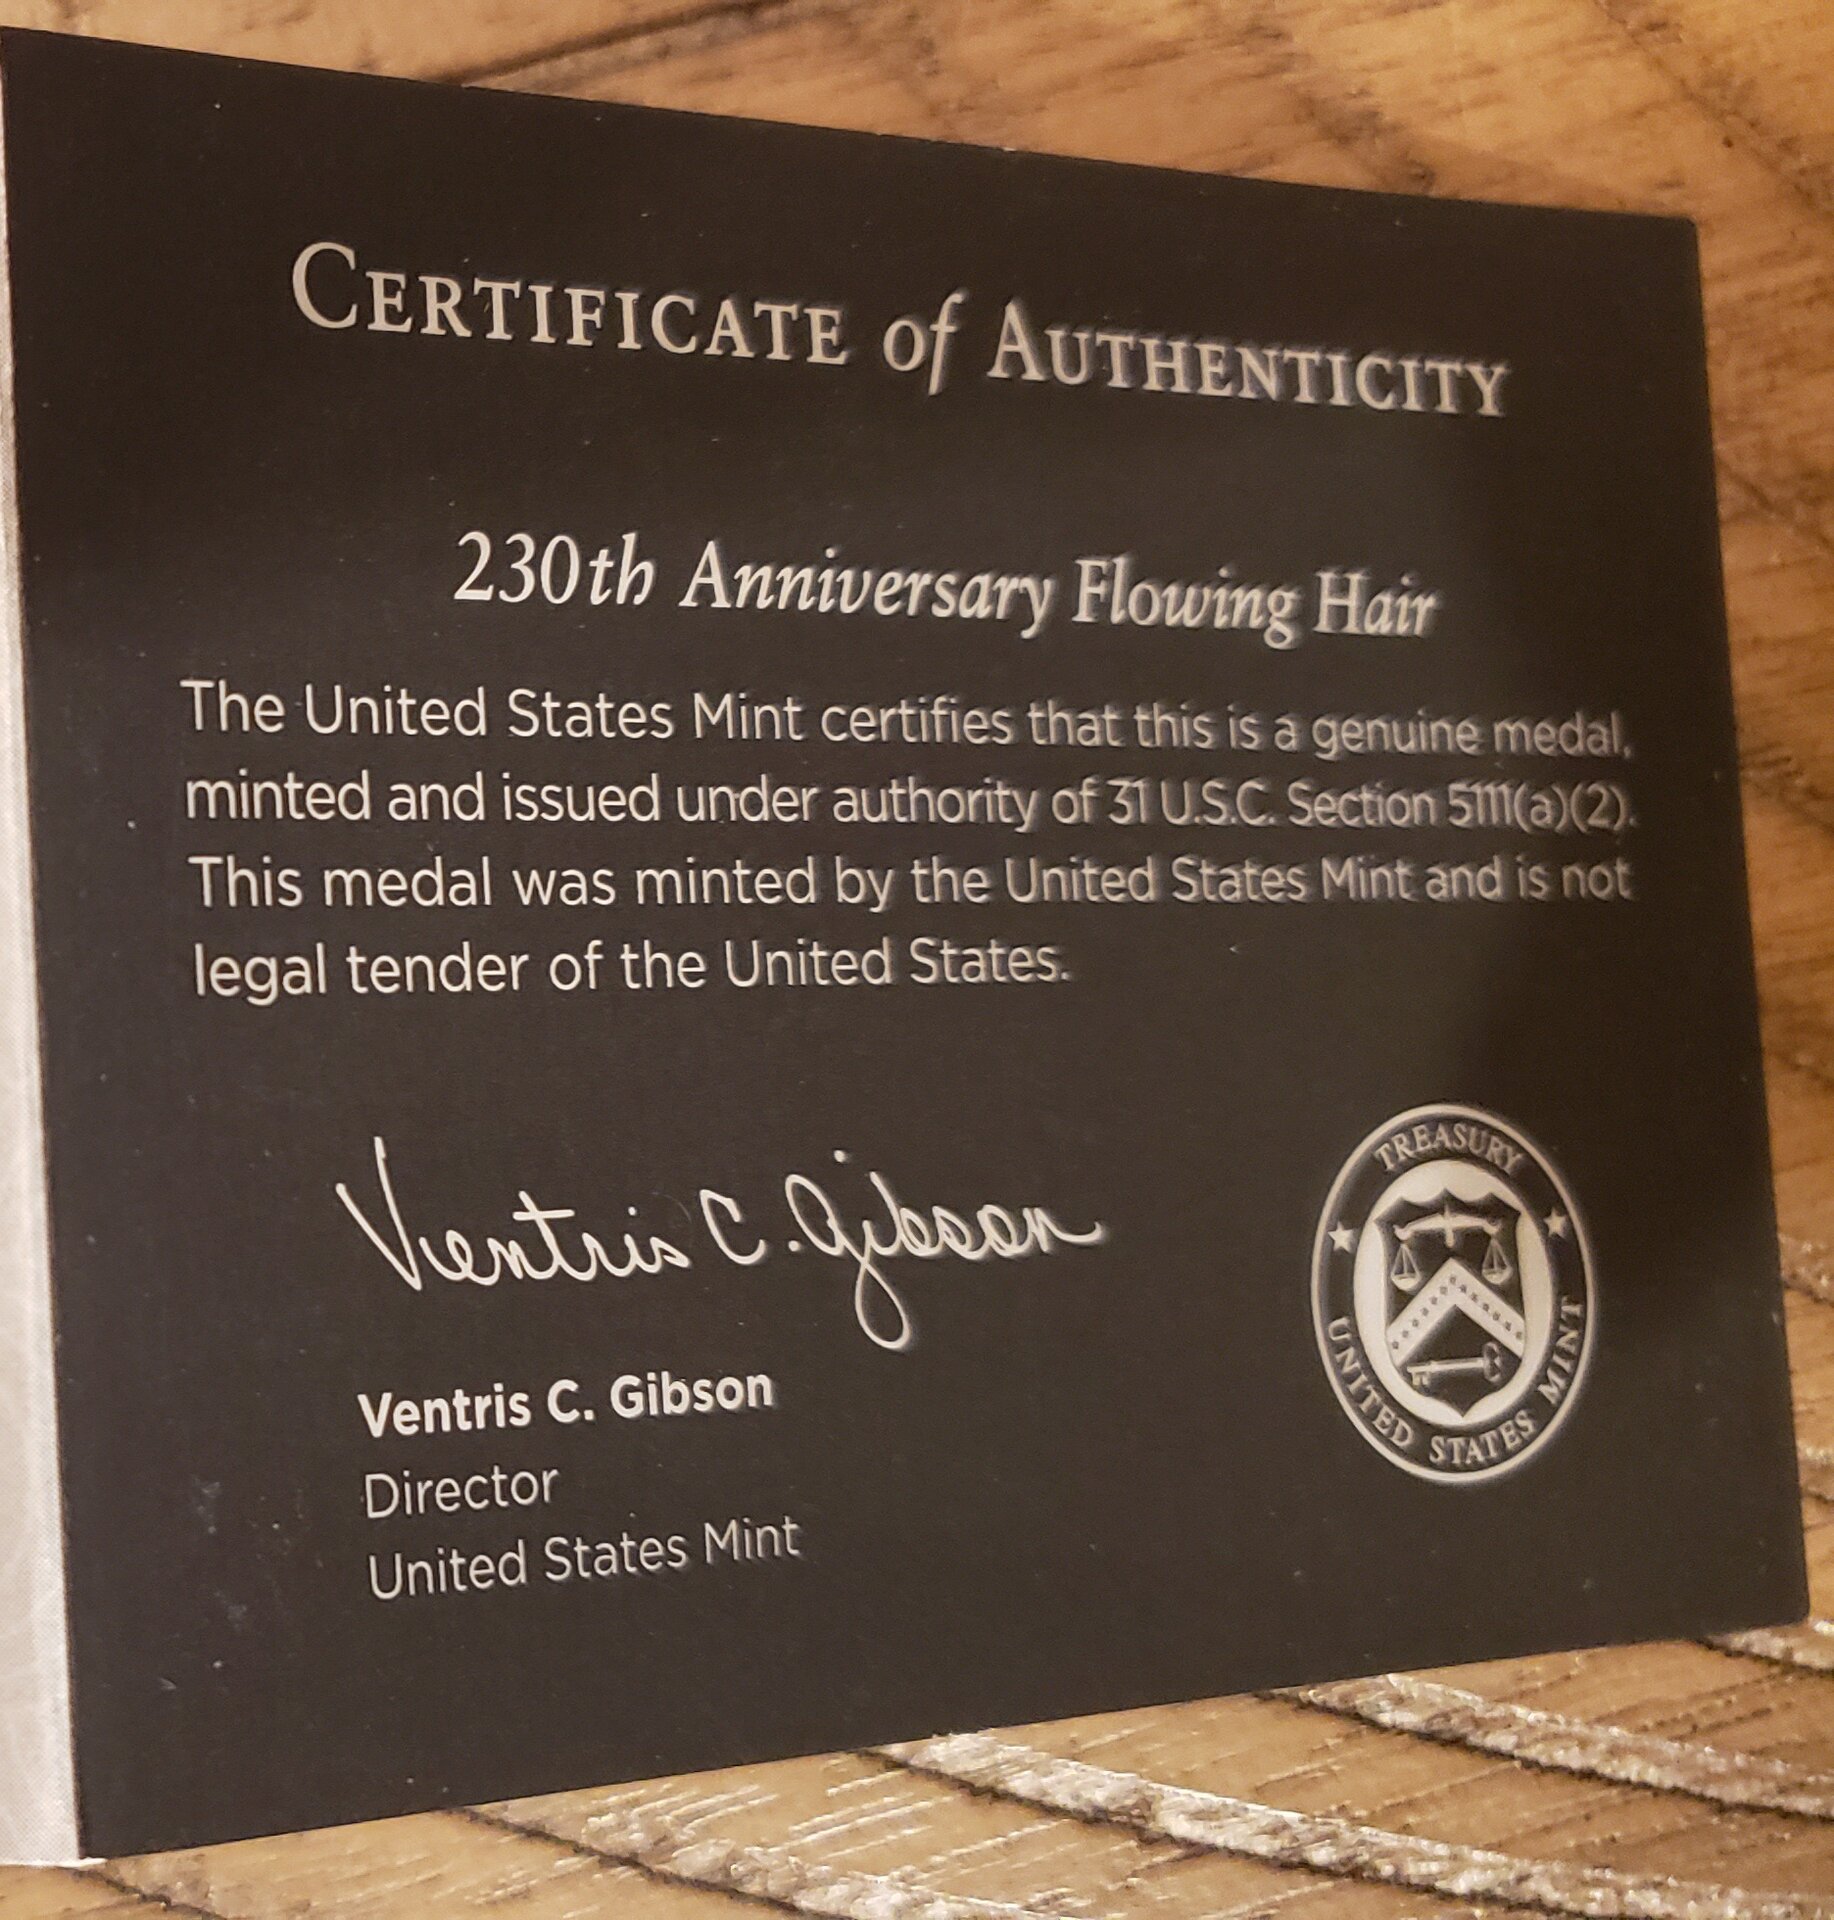 CERTIFICATE of AUTHENTICITY
230th Anniversary Flowing Hair
The United States Mint certifies that this is a genuine medal,
minted and issued under authority of 31 U.S.C. Section 5111(a)(2).
This medal was minted by the United States Mint and is not
legal tender of the United States.
Ventris C. Gibson
Ventris C. Gibson
Director
United States Mint
TREASURY
UNITED STATES MINT